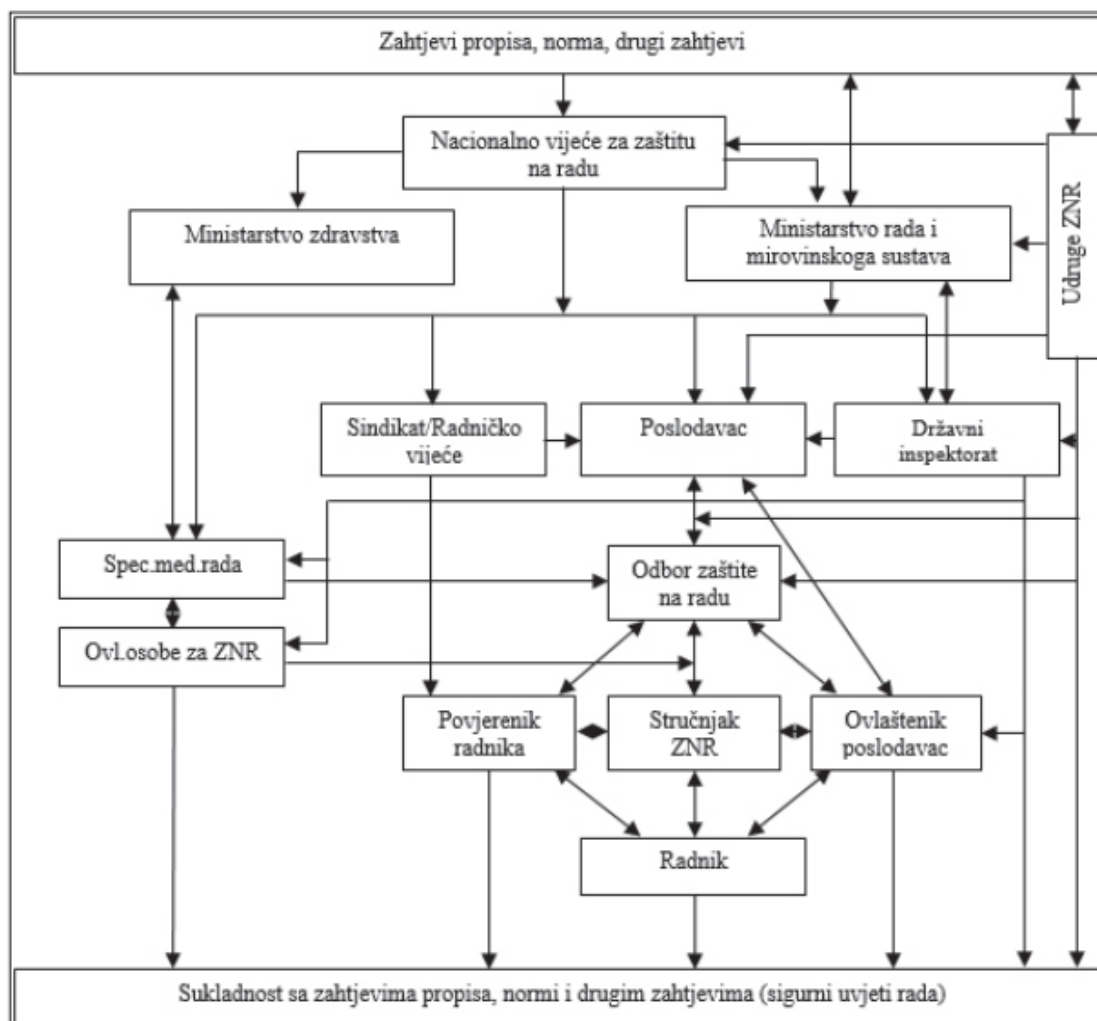 Zahtjevi propisa, norma, drugi zahtjevi
Nacionalno vijeće za zaštitu
na radu
Ministarstvo zdravstva
Ministarstvo rada i
mirovinskoga sustava
Udruge ZNR
Sindikat/Radničko
vijeće
Poslodavac
Državni
inspektorat
Spec.med.rada
Odbor zaštite
na radu
Ovl.osobe za ZNR
Povjerenik
radnika
Stručnjak
ZNR
Ovlaštenik
poslodavac
Radnik
Sukladnost sa zahtjevima propisa, normi i drugim zahtjevima (sigurni uvjeti rada)